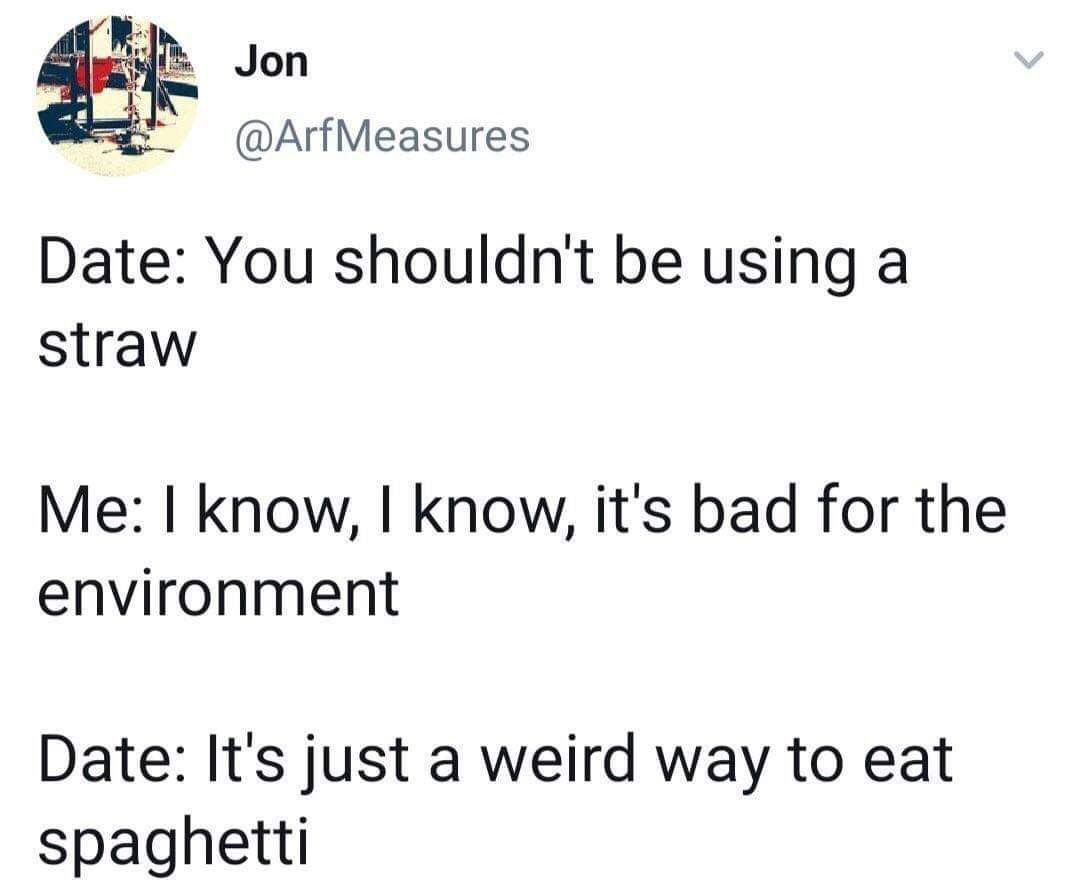 Jon
@ArfMeasures
Date: You shouldn't be using a
straw
Me: I know, I know, it's bad for the
environment
Date: It's just a weird way to eat
spaghetti